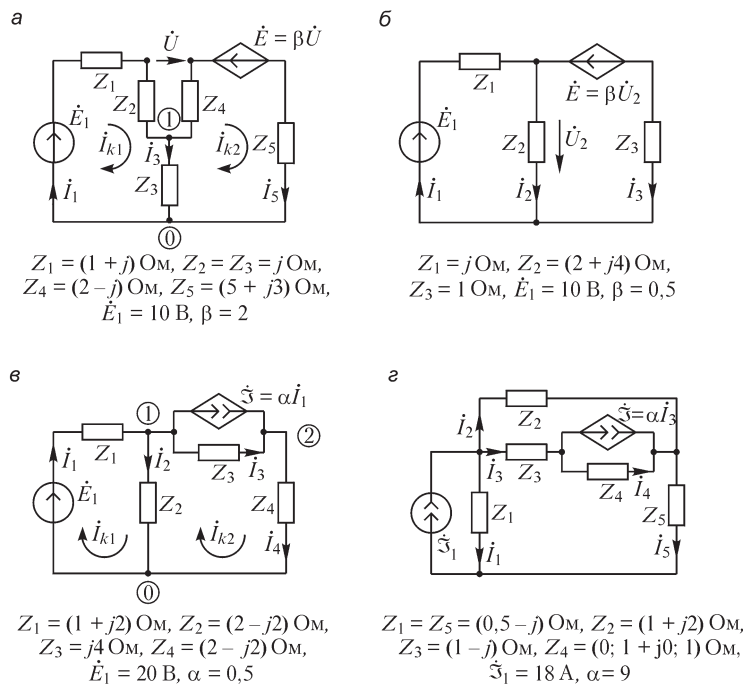 а
U̇
Ė = βU̇
Z₁
Z₂
Z₄
Ė₁
İₖ₁
①
İ₃
İₖ₂
Z₅
Z₃
İ₁
İ₅
⓪
Z₁ = (1 + j) Ом, Z₂ = Z₃ = j Ом,
Z₄ = (2 – j) Ом, Z₅ = (5 + j3) Ом,
Ė₁ = 10 В, β = 2
б
Z₁
Ė = βU̇₂
Ė₁
Z₂
U̇₂
Z₃
İ₁
İ₂
İ₃
Z₁ = j Ом, Z₂ = (2 + j4) Ом,
Z₃ = 1 Ом, Ė₁ = 10 В, β = 0,5
в
①
ℑ̇ = αİ₁
②
İ₁
Z₁
İ₂
Z₃
İ₃
Ė₁
Z₂
Z₄
İₖ₁
İₖ₂
İ₄
⓪
Z₁ = (1 + j2) Ом, Z₂ = (2 – j2) Ом,
Z₃ = j4 Ом, Z₄ = (2 – j2) Ом,
Ė₁ = 20 В, α = 0,5
г
Z₂
ℑ̇=αİ₃
İ₂
İ₃
Z₃
Z₄
İ₄
Z₁
Z₅
ℑ̇₁
İ₁
İ₅
Z₁ = Z₅ = (0,5 – j) Ом, Z₂ = (1 + j2) Ом,
Z₃ = (1 – j) Ом, Z₄ = (0; 1 + j0; 1) Ом,
ℑ̇₁ = 18 А, α= 9